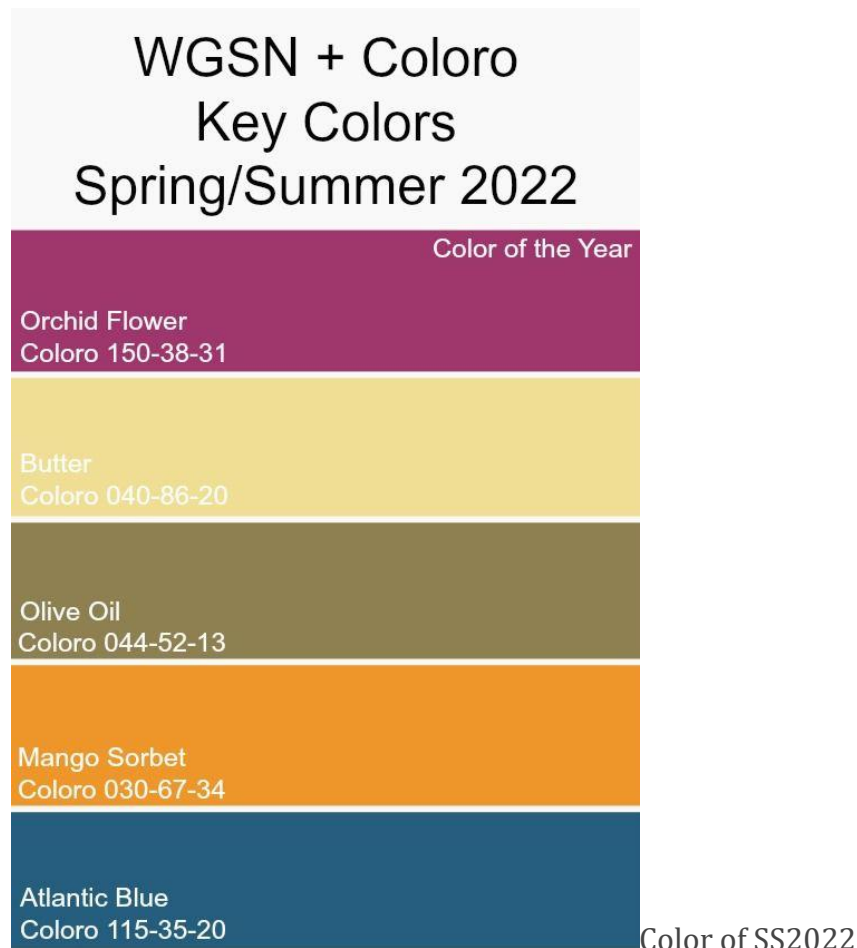 WGSN + Coloro
Key Colors
Spring/Summer 2022
Color of the Year
Orchid Flower
Coloro 150-38-31
Butter
Coloro 040-86-20
Olive Oil
Coloro 044-52-13
Mango Sorbet
Coloro 030-67-34
Atlantic Blue
Coloro 115-35-20
Color of SS2022